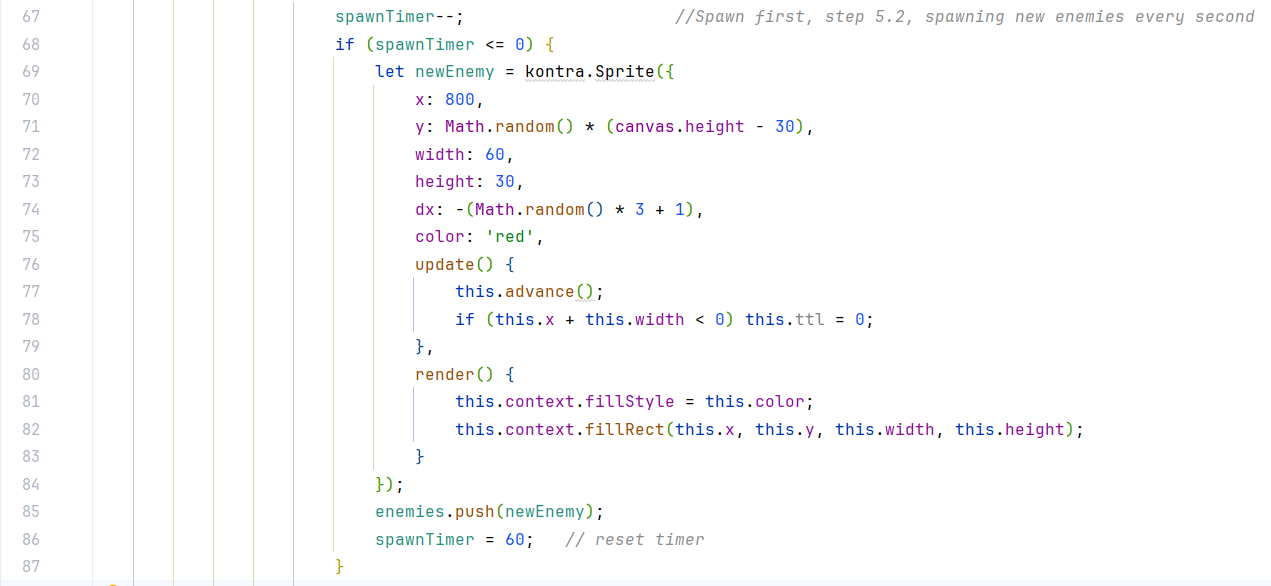 67 spawnTimer--; //Spawn first, step 5.2, spawning new enemies every second
68 if (spawnTimer <= 0) {
69 let newEnemy = kontra.Sprite({
70 x: 800,
71 y: Math.random() * (canvas.height - 30),
72 width: 60,
73 height: 30,
74 dx: -(Math.random() * 3 + 1),
75 color: 'red',
76 update() {
77 this.advance();
78 if (this.x + this.width < 0) this.ttl = 0;
79 },
80 render() {
81 this.context.fillStyle = this.color;
82 this.context.fillRect(this.x, this.y, this.width, this.height);
83 }
84 });
85 enemies.push(newEnemy);
86 spawnTimer = 60; // reset timer
87 }